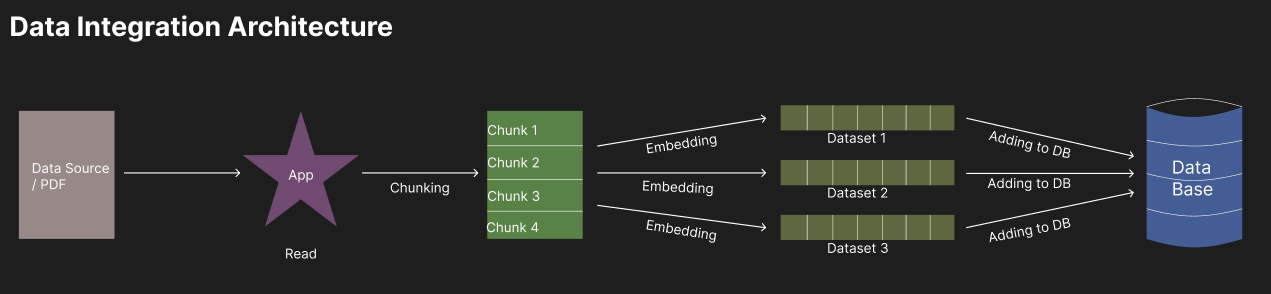 Data Integration Architecture
Data Source
/ PDF
App
Read
Chunking
Chunk 1
Chunk 2
Chunk 3
Chunk 4
Embedding
Embedding
Embedding
Dataset 1
Dataset 2
Dataset 3
Adding to DB
Adding to DB
Adding to DB
Data
Base